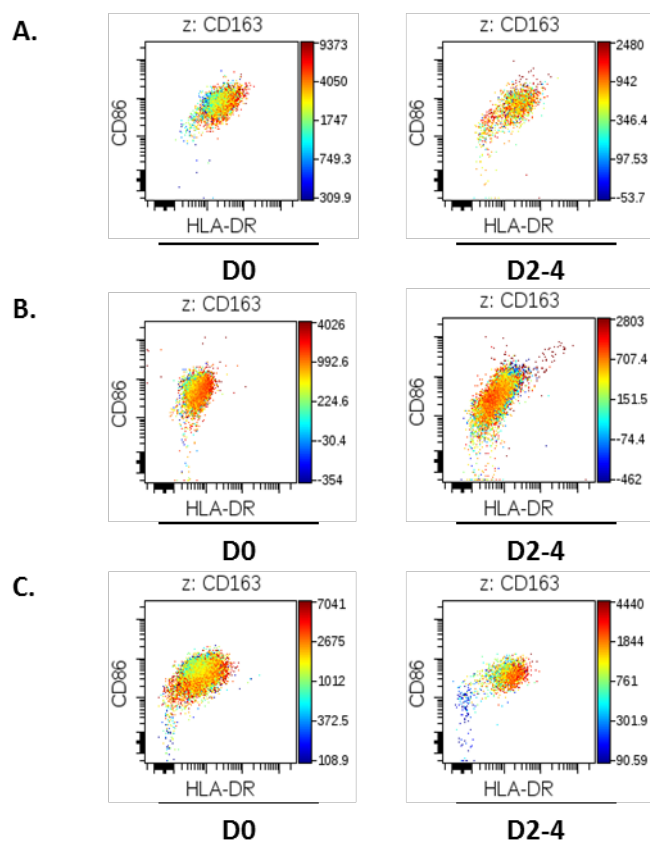 A.
z: CD163
9373
4050
1747
749.3
309.9
CD86
HLA-DR
D0
z: CD163
2480
942
346.4
97.53
-53.7
CD86
HLA-DR
D2-4
B.
z: CD163
4026
992.6
224.6
-30.4
-354
CD86
HLA-DR
D0
z: CD163
2803
707.4
151.5
-74.4
-462
CD86
HLA-DR
D2-4
C.
z: CD163
7041
2675
1012
372.5
108.9
CD86
HLA-DR
D0
z: CD163
4440
1844
761
301.9
90.59
CD86
HLA-DR
D2-4